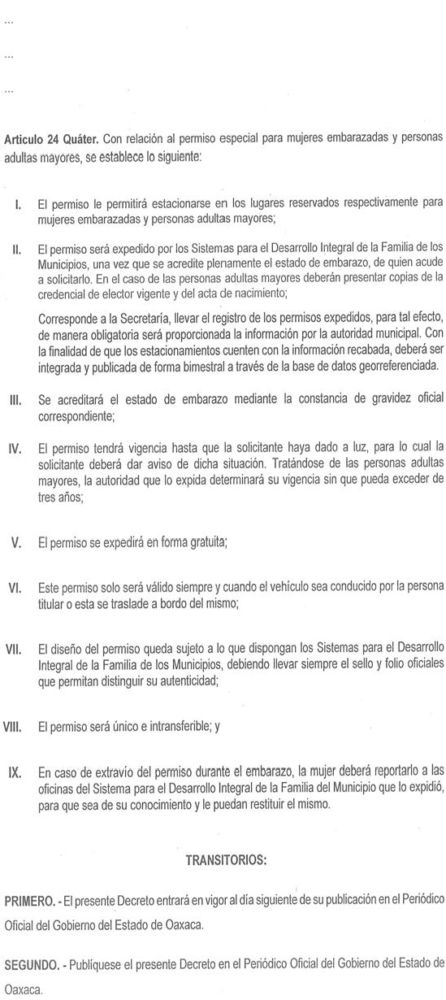 ...
...
...
Articulo 24 Quáter. Con relación al permiso especial para mujeres embarazadas y personas
adultas mayores, se establece lo siguiente:
I. El permiso le permitirá estacionarse en los lugares reservados respectivamente para
mujeres embarazadas y personas adultas mayores;
II. El permiso será expedido por los Sistemas para el Desarrollo Integral de la Familia de los
Municipios, una vez que se acredite plenamente el estado de embarazo, de quien acude
a solicitarlo. En el caso de las personas adultas mayores deberán presentar copias de la
credencial de elector vigente y del acta de nacimiento;
Corresponde a la Secretaría, llevar el registro de los permisos expedidos, para tal efecto,
de manera obligatoria será proporcionada la información por la autoridad municipal. Con
la finalidad de que los estacionamientos cuenten con la información recabada, deberá ser
integrada y publicada de forma bimestral a través de la base de datos georreferenciada.
III. Se acreditará el estado de embarazo mediante la constancia de gravidez oficial
correspondiente;
IV. El permiso tendrá vigencia hasta que la solicitante haya dado a luz, para lo cual la
solicitante deberá dar aviso de dicha situación. Tratándose de las personas adultas
mayores, la autoridad que lo expida determinará su vigencia sin que pueda exceder de
tres años;
V. El permiso se expedirá en forma gratuita;
VI. Este permiso solo será válido siempre y cuando el vehículo sea conducido por la persona
titular o esta se traslade a bordo del mismo;
VII. El diseño del permiso queda sujeto a lo que dispongan los Sistemas para el Desarrollo
Integral de la Familia de los Municipios, debiendo llevar siempre el sello y folio oficiales
que permitan distinguir su autenticidad;
VIII. El permiso será único e intransferible; y
IX. En caso de extravío del permiso durante el embarazo, la mujer deberá reportarlo a las
oficinas del Sistema para el Desarrollo Integral de la Familia del Municipio que lo expidió,
para que sea de su conocimiento y le puedan restituir el mismo.
TRANSITORIOS:
PRIMERO. - El presente Decreto entrará en vigor al día siguiente de su publicación en el Periódico
Oficial del Gobierno del Estado de Oaxaca.
SEGUNDO. - Publíquese el presente Decreto en el Periódico Oficial del Gobierno del Estado de
Oaxaca.